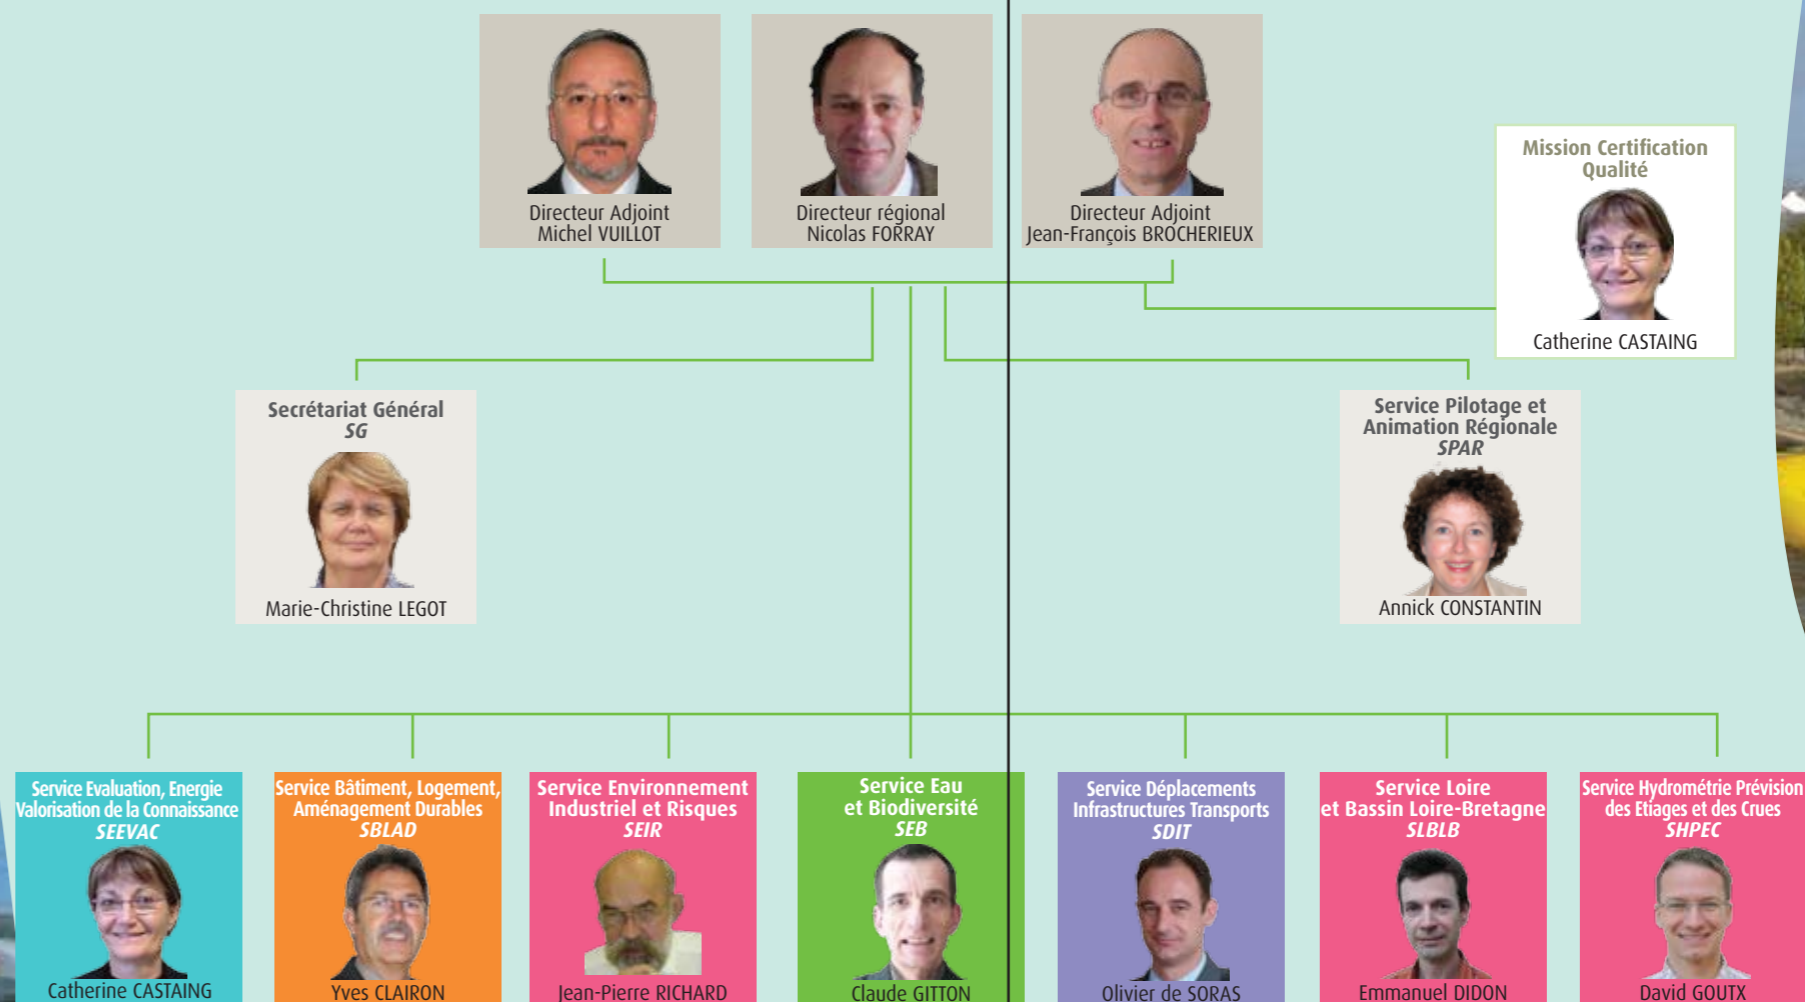 Directeur Adjoint
Michel VUILLOT
Directeur régional
Nicolas FORRAY
Directeur Adjoint
Jean-François BROCHERIEUX
Mission Certification
Qualité
Catherine CASTAING
Secrétariat Général
SG
Marie-Christine LEGOT
Service Pilotage et
Animation Régionale
SPAR
Annick CONSTANTIN
Service Evaluation, Energie
Valorisation de la Connaissance
SEEVAC
Catherine CASTAING
Service Bâtiment, Logement,
Aménagement Durables
SBLAD
Yves CLAIRON
Service Environnement
Industriel et Risques
SEIR
Jean-Pierre RICHARD
Service Eau
et Biodiversité
SEB
Claude GITTON
Service Déplacements
Infrastructures Transports
SDIT
Olivier de SORAS
Service Loire
et Bassin Loire-Bretagne
SLBLB
Emmanuel DIDON
Service Hydrométrie Prévision
des Etiages et des Crues
SHPEC
David GOUTX